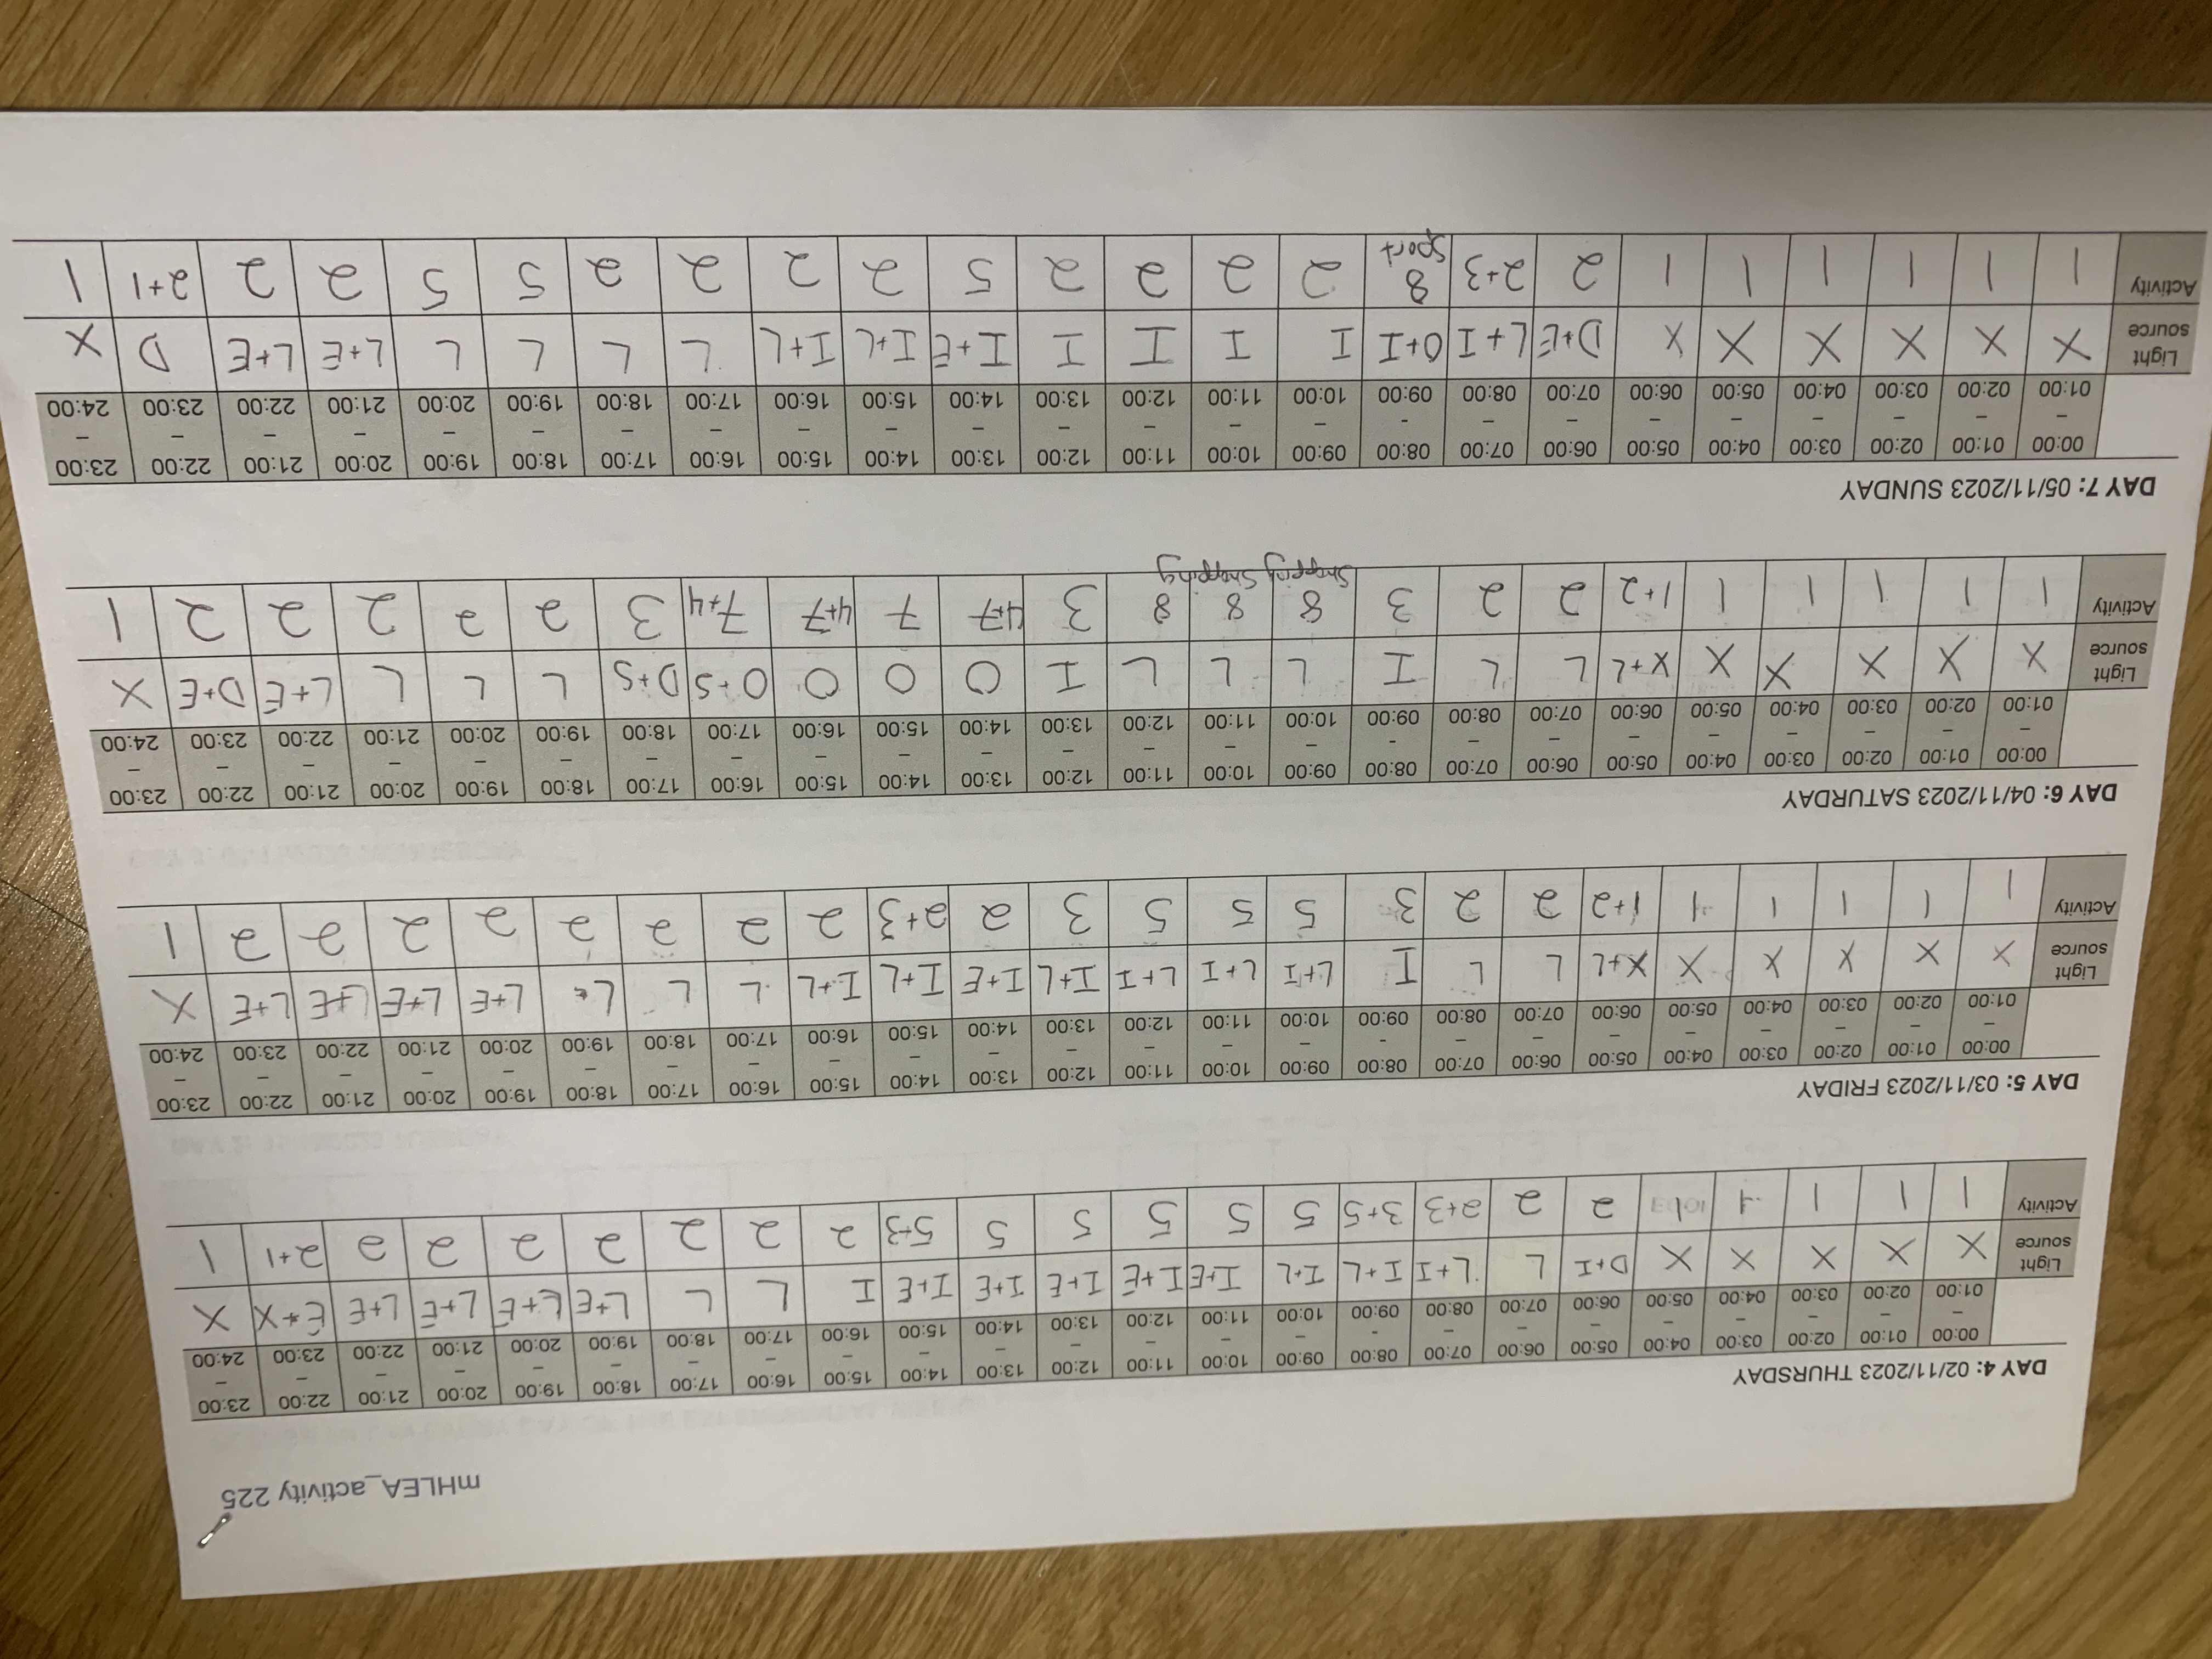 mHLEA_activity 225
DAY 4: 02/11/2023 THURSDAY
00:00 – 01:00 01:00 – 02:00 02:00 – 03:00 03:00 – 04:00 04:00 – 05:00 05:00 – 06:00 06:00 – 07:00 07:00 – 08:00 08:00 - 09:00 09:00 – 10:00 10:00 – 11:00 11:00 – 12:00 12:00 – 13:00 13:00 – 14:00 14:00 – 15:00 15:00 – 16:00 16:00 – 17:00 17:00 – 18:00 18:00 – 19:00 19:00 – 20:00 20:00 – 21:00 21:00 – 22:00 22:00 – 23:00 23:00 – 24:00
Light source X X X X X D+I L L+I I+L I+L I+E I+E I+E I+E I+E I L L L+E L+E L+E L+E E+X X
Activity 1 1 1 1 2 2 2+3 3+5 5 5 5 5 5 5+3 2 2 2 2 2 2 2 2+1 1
DAY 5: 03/11/2023 FRIDAY
00:00 – 01:00 01:00 – 02:00 02:00 – 03:00 03:00 – 04:00 04:00 – 05:00 05:00 – 06:00 06:00 – 07:00 07:00 – 08:00 08:00 - 09:00 09:00 – 10:00 10:00 – 11:00 11:00 – 12:00 12:00 – 13:00 13:00 – 14:00 14:00 – 15:00 15:00 – 16:00 16:00 – 17:00 17:00 – 18:00 18:00 – 19:00 19:00 – 20:00 20:00 – 21:00 21:00 – 22:00 22:00 – 23:00 23:00 – 24:00
Light source X X X X X X+L L L I L+I L+I L+I I+L I+E I+L I+L L L L L+E L+E L+E L+E X
Activity 1 1 1 1 1 1+2 2 2 3 5 5 5 3 2 2+3 2 2 2 2 2 2 2 2 1
DAY 6: 04/11/2023 SATURDAY
00:00 – 01:00 01:00 – 02:00 02:00 – 03:00 03:00 – 04:00 04:00 – 05:00 05:00 – 06:00 06:00 – 07:00 07:00 – 08:00 08:00 - 09:00 09:00 – 10:00 10:00 – 11:00 11:00 – 12:00 12:00 – 13:00 13:00 – 14:00 14:00 – 15:00 15:00 – 16:00 16:00 – 17:00 17:00 – 18:00 18:00 – 19:00 19:00 – 20:00 20:00 – 21:00 21:00 – 22:00 22:00 – 23:00 23:00 – 24:00
Light source X X X X X X+L L L I L L L I O O O O+S D+S L L L L+E D+E X
Activity 1 1 1 1 1 1+2 2 2 3 8 8 8 3 4+7 7 4+7 7+4 3 2 2 2 2 2 1
Shopping Shopping Shopping
DAY 7: 05/11/2023 SUNDAY
00:00 – 01:00 01:00 – 02:00 02:00 – 03:00 03:00 – 04:00 04:00 – 05:00 05:00 – 06:00 06:00 – 07:00 07:00 – 08:00 08:00 - 09:00 09:00 – 10:00 10:00 – 11:00 11:00 – 12:00 12:00 – 13:00 13:00 – 14:00 14:00 – 15:00 15:00 – 16:00 16:00 – 17:00 17:00 – 18:00 18:00 – 19:00 19:00 – 20:00 20:00 – 21:00 21:00 – 22:00 22:00 – 23:00 23:00 – 24:00
Light source X X X X X X D+E L+I O+I I I I I I+E I+L I+L L L L L L+E L+E D X
Activity 1 1 1 1 1 1 2 2+3 8 2 2 2 2 5 2 2 2 2 5 5 2 2 2+1 1
Sport